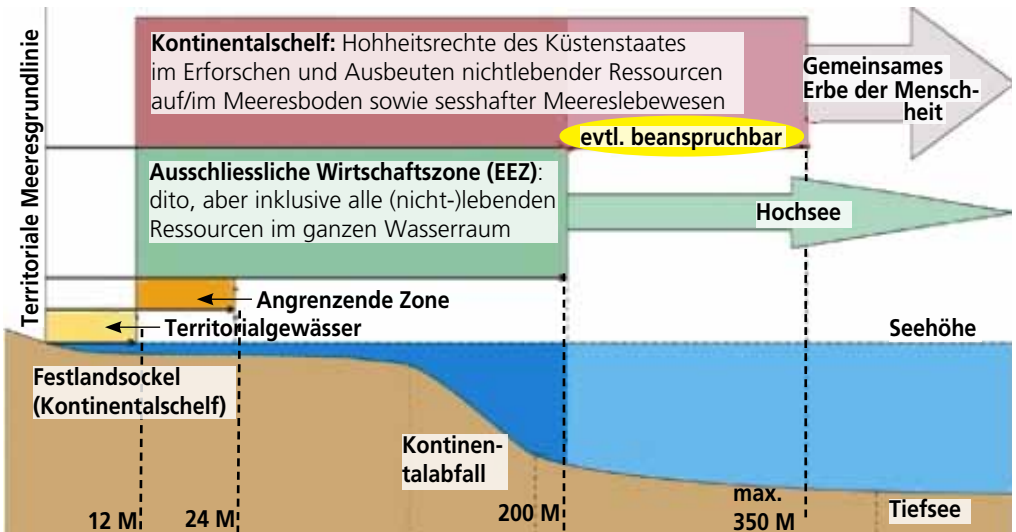 Territoriale Meeresgrundlinie
Kontinentalschelf: Hohheitsrechte des Küstenstaates
im Erforschen und Ausbeuten nichtlebender Ressourcen
auf/im Meeresboden sowie sesshafter Meereslebewesen
Gemeinsames
Erbe der Mensch-
heit
evtl. beanspruchbar
Ausschliessliche Wirtschaftszone (EEZ):
dito, aber inklusive alle (nicht-)lebenden
Ressourcen im ganzen Wasserraum
Hochsee
Angrenzende Zone
Territorialgewässer
Seehöhe
Festlandsockel
(Kontinentalschelf)
Kontinen-
talabfall
12 M
24 M
200 M
max.
350 M
Tiefsee